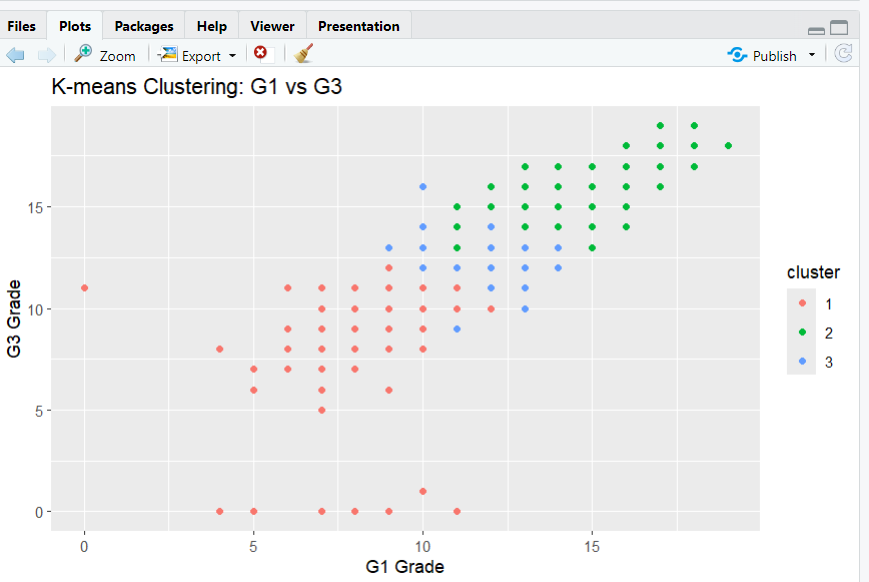 Files Plots Packages Help Viewer Presentation
Zoom Export Publish
K-means Clustering: G1 vs G3
15
10
5
0
G3 Grade
0 5 10 15
G1 Grade
cluster
1
2
3